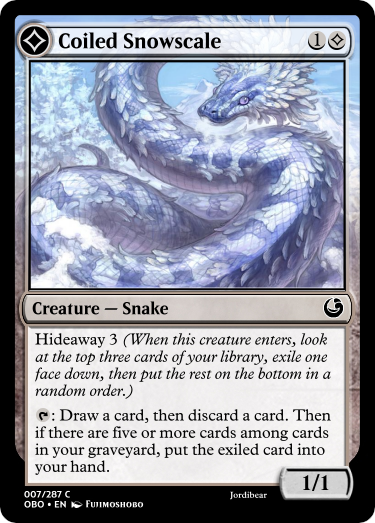 Coiled Snowscale 1
Creature — Snake
Hideaway 3 (When this creature enters, look
at the top three cards of your library, exile one
face down, then put the rest on the bottom in a
random order.)
: Draw a card, then discard a card. Then
if there are five or more cards among cards
in your graveyard, put the exiled card into
your hand.
1/1
007/287 C
OBO • EN Fujimoshobo
Jordibear